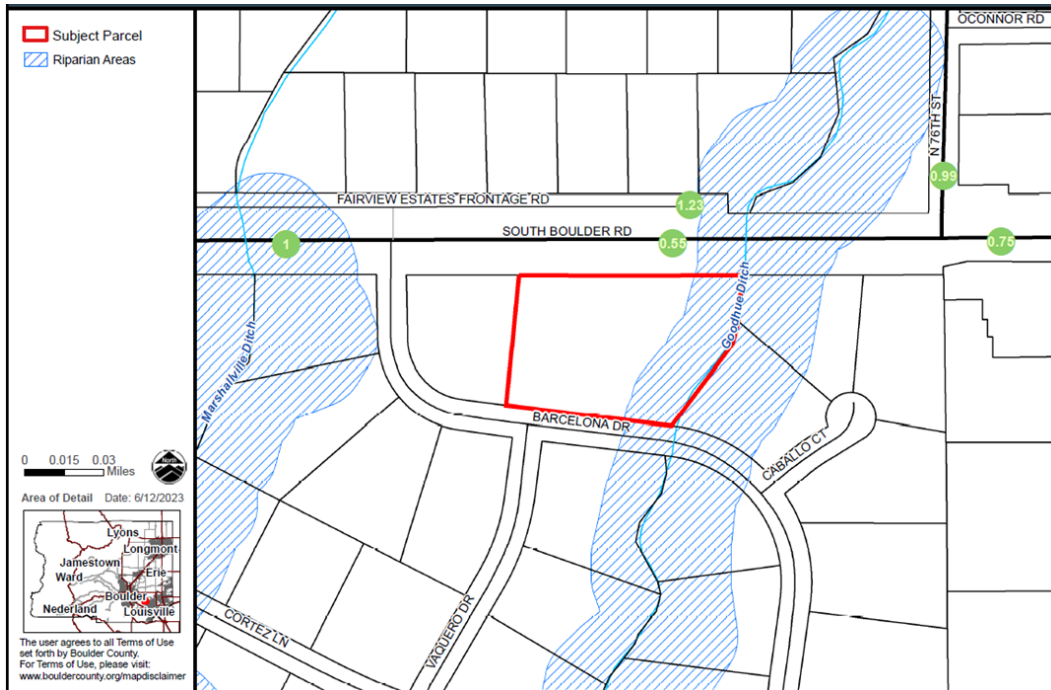 Subject Parcel
Riparian Areas
0 0.015 0.03
Miles
North
Area of Detail Date: 6/12/2023
Lyons
Longmont
Jamestown
Ward
Erie
Boulder
Nederland
Louisville
The user agrees to all Terms of Use
set forth by Boulder County.
For Terms of Use, please visit:
www.bouldercounty.org/mapdisclaimer
OCONNOR RD
N 76TH ST
0.99
FAIRVIEW ESTATES FRONTAGE RD
1.23
SOUTH BOULDER RD
1
0.55
0.75
Goodhue Ditch
Marshallville Ditch
BARCELONA DR
CABALLO CT
VAQUERO DR
CORTEZ LN